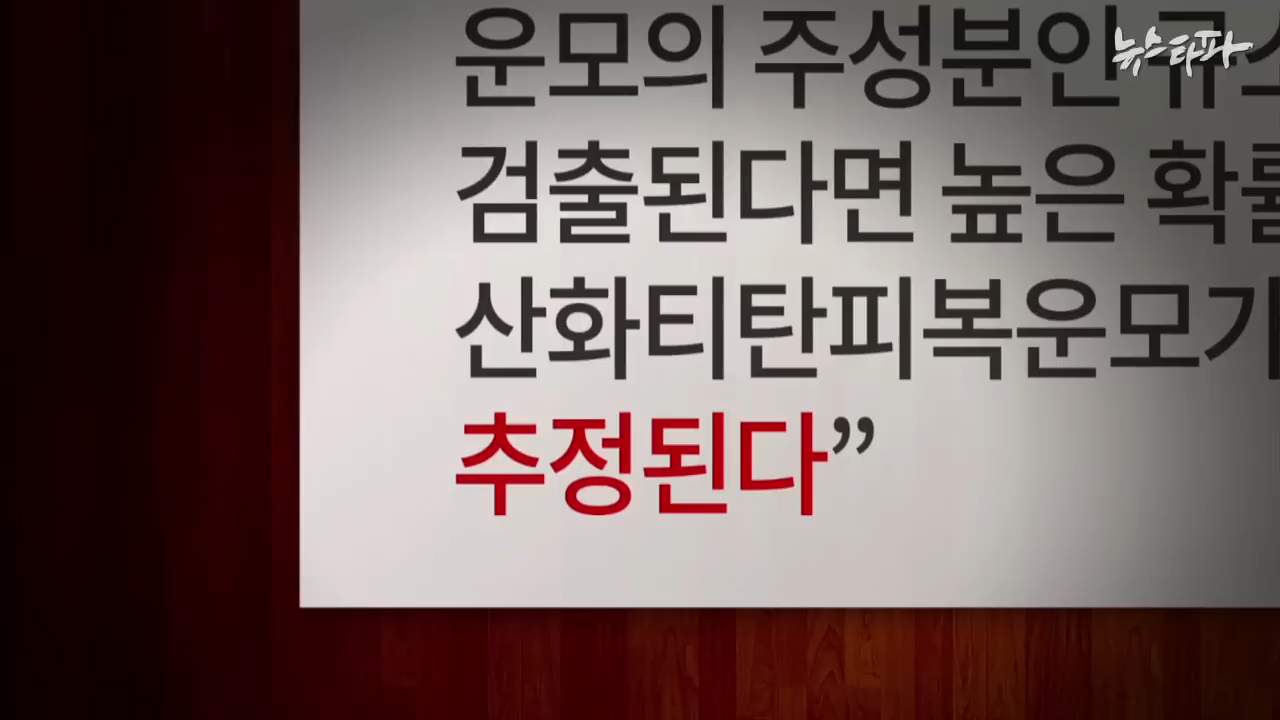 뉴스타파
운모의 주성분인
검출된다면 높은
산화티탄피복운모가
추정된다”